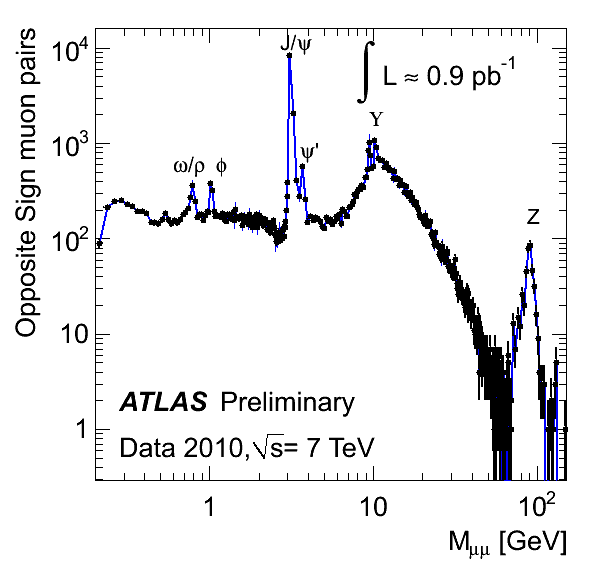 Opposite Sign muon pairs
10⁴
10³
10²
10
1
J/ψ
∫ L ≈ 0.9 pb⁻¹
ω/ρ ϕ
ψ'
Υ
Z
ATLAS Preliminary
Data 2010,√s= 7 TeV
1 10 10²
Mμμ [GeV]